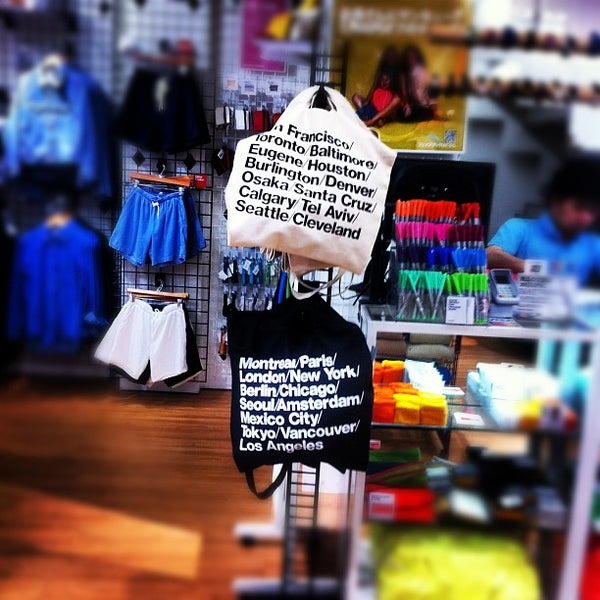 n Francisco/
Toronto/Baltimore/
Eugene/Houston/
Burlington/Denver/
Osaka/Santa Cruz/
Calgary/Tel Aviv/
Seattle/Cleveland
Montreal/Paris/
London/New York/
Berlin/Chicago/
Seoul/Amsterdam/
Mexico City/
Tokyo/Vancouver/
Los Angeles